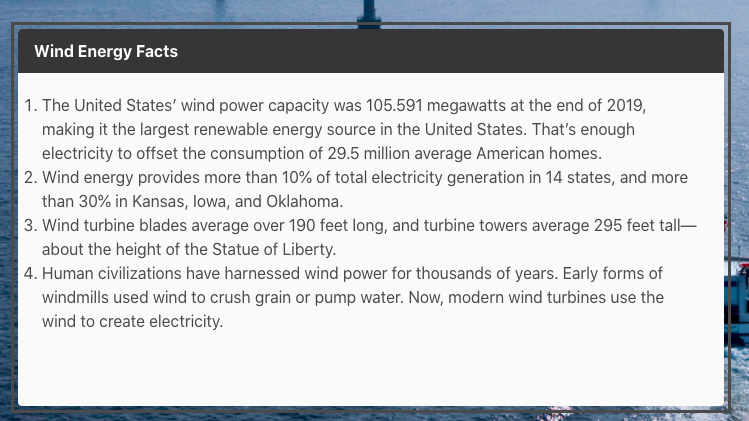 Wind Energy Facts
1. The United States’ wind power capacity was 105.591 megawatts at the end of 2019,
making it the largest renewable energy source in the United States. That’s enough
electricity to offset the consumption of 29.5 million average American homes.
2. Wind energy provides more than 10% of total electricity generation in 14 states, and more
than 30% in Kansas, Iowa, and Oklahoma.
3. Wind turbine blades average over 190 feet long, and turbine towers average 295 feet tall—
about the height of the Statue of Liberty.
4. Human civilizations have harnessed wind power for thousands of years. Early forms of
windmills used wind to crush grain or pump water. Now, modern wind turbines use the
wind to create electricity.